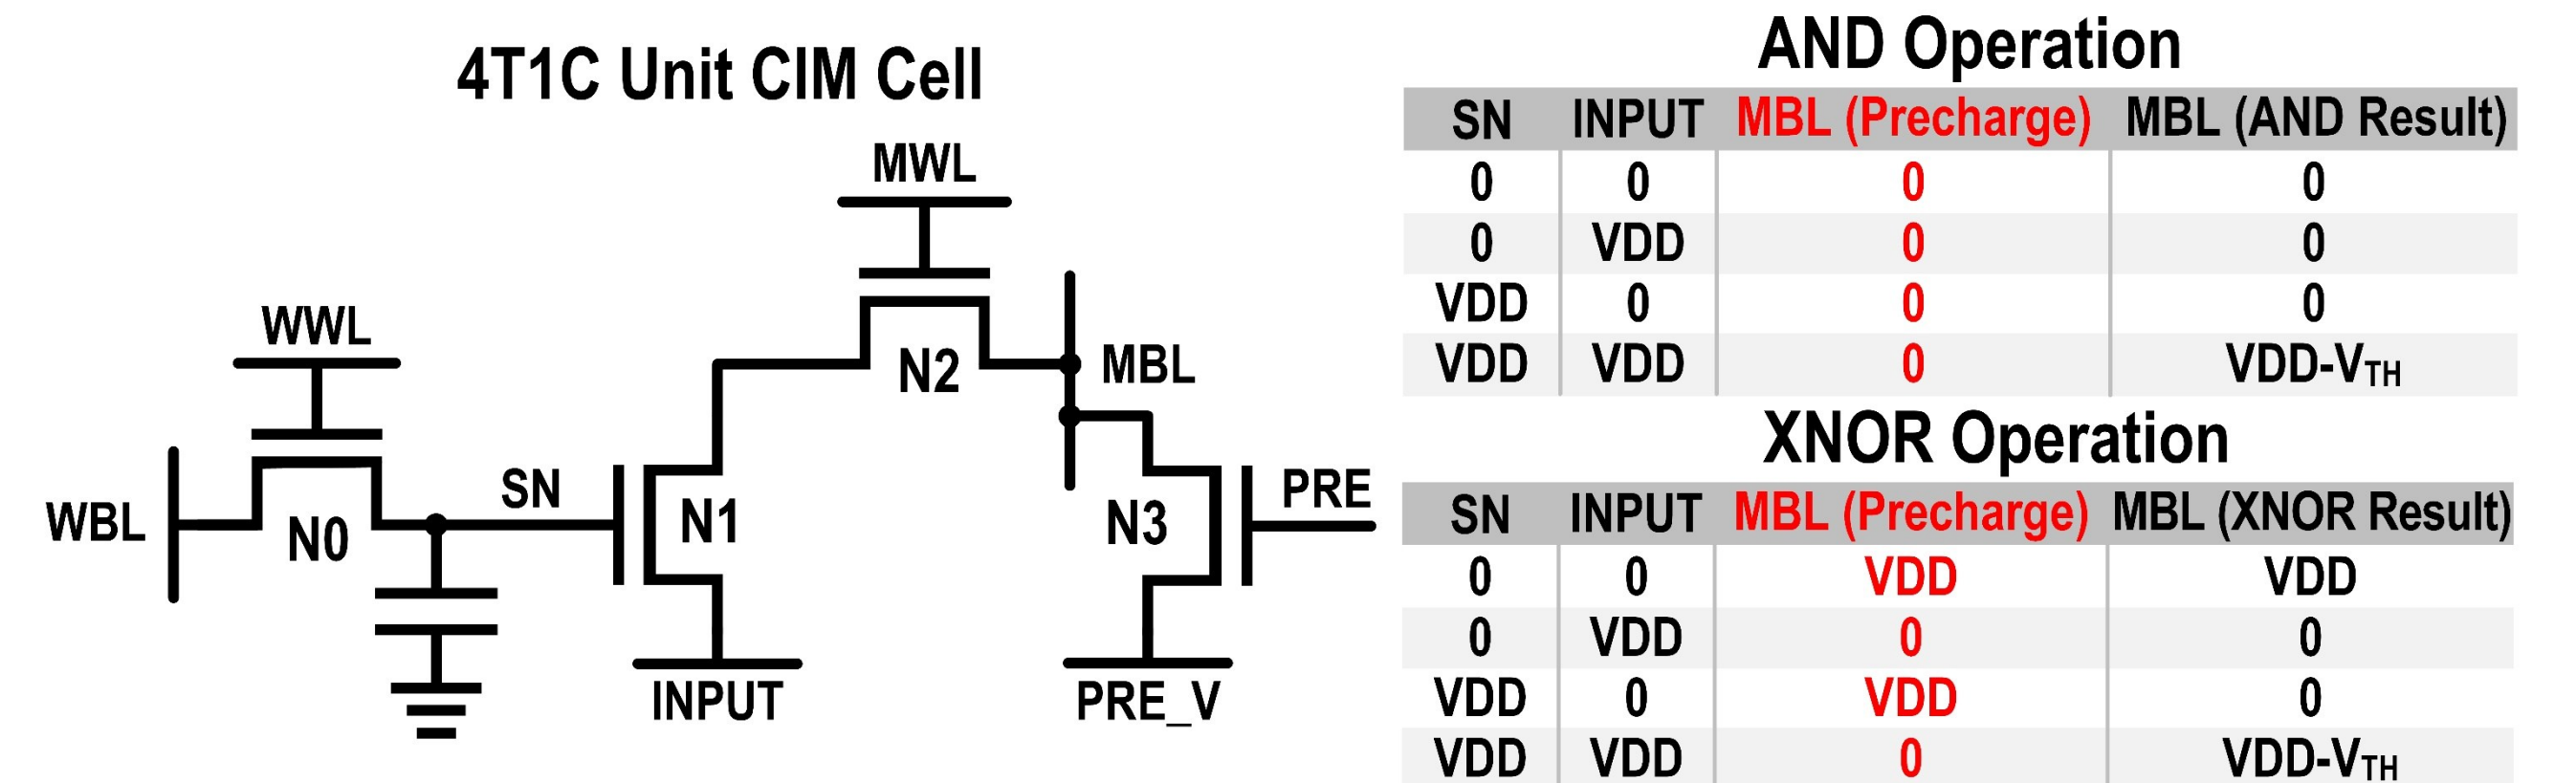 4T1C Unit CIM Cell
MWL
WWL
N2
MBL
WBL
N0
SN
N1
N3
PRE
INPUT
PRE_V
AND Operation
SN INPUT MBL (Precharge) MBL (AND Result)
0 0 0 0
0 VDD 0 0
VDD 0 0 0
VDD VDD 0 VDD-VTH
XNOR Operation
SN INPUT MBL (Precharge) MBL (XNOR Result)
0 0 VDD VDD
0 VDD 0 0
VDD 0 VDD 0
VDD VDD 0 VDD-VTH